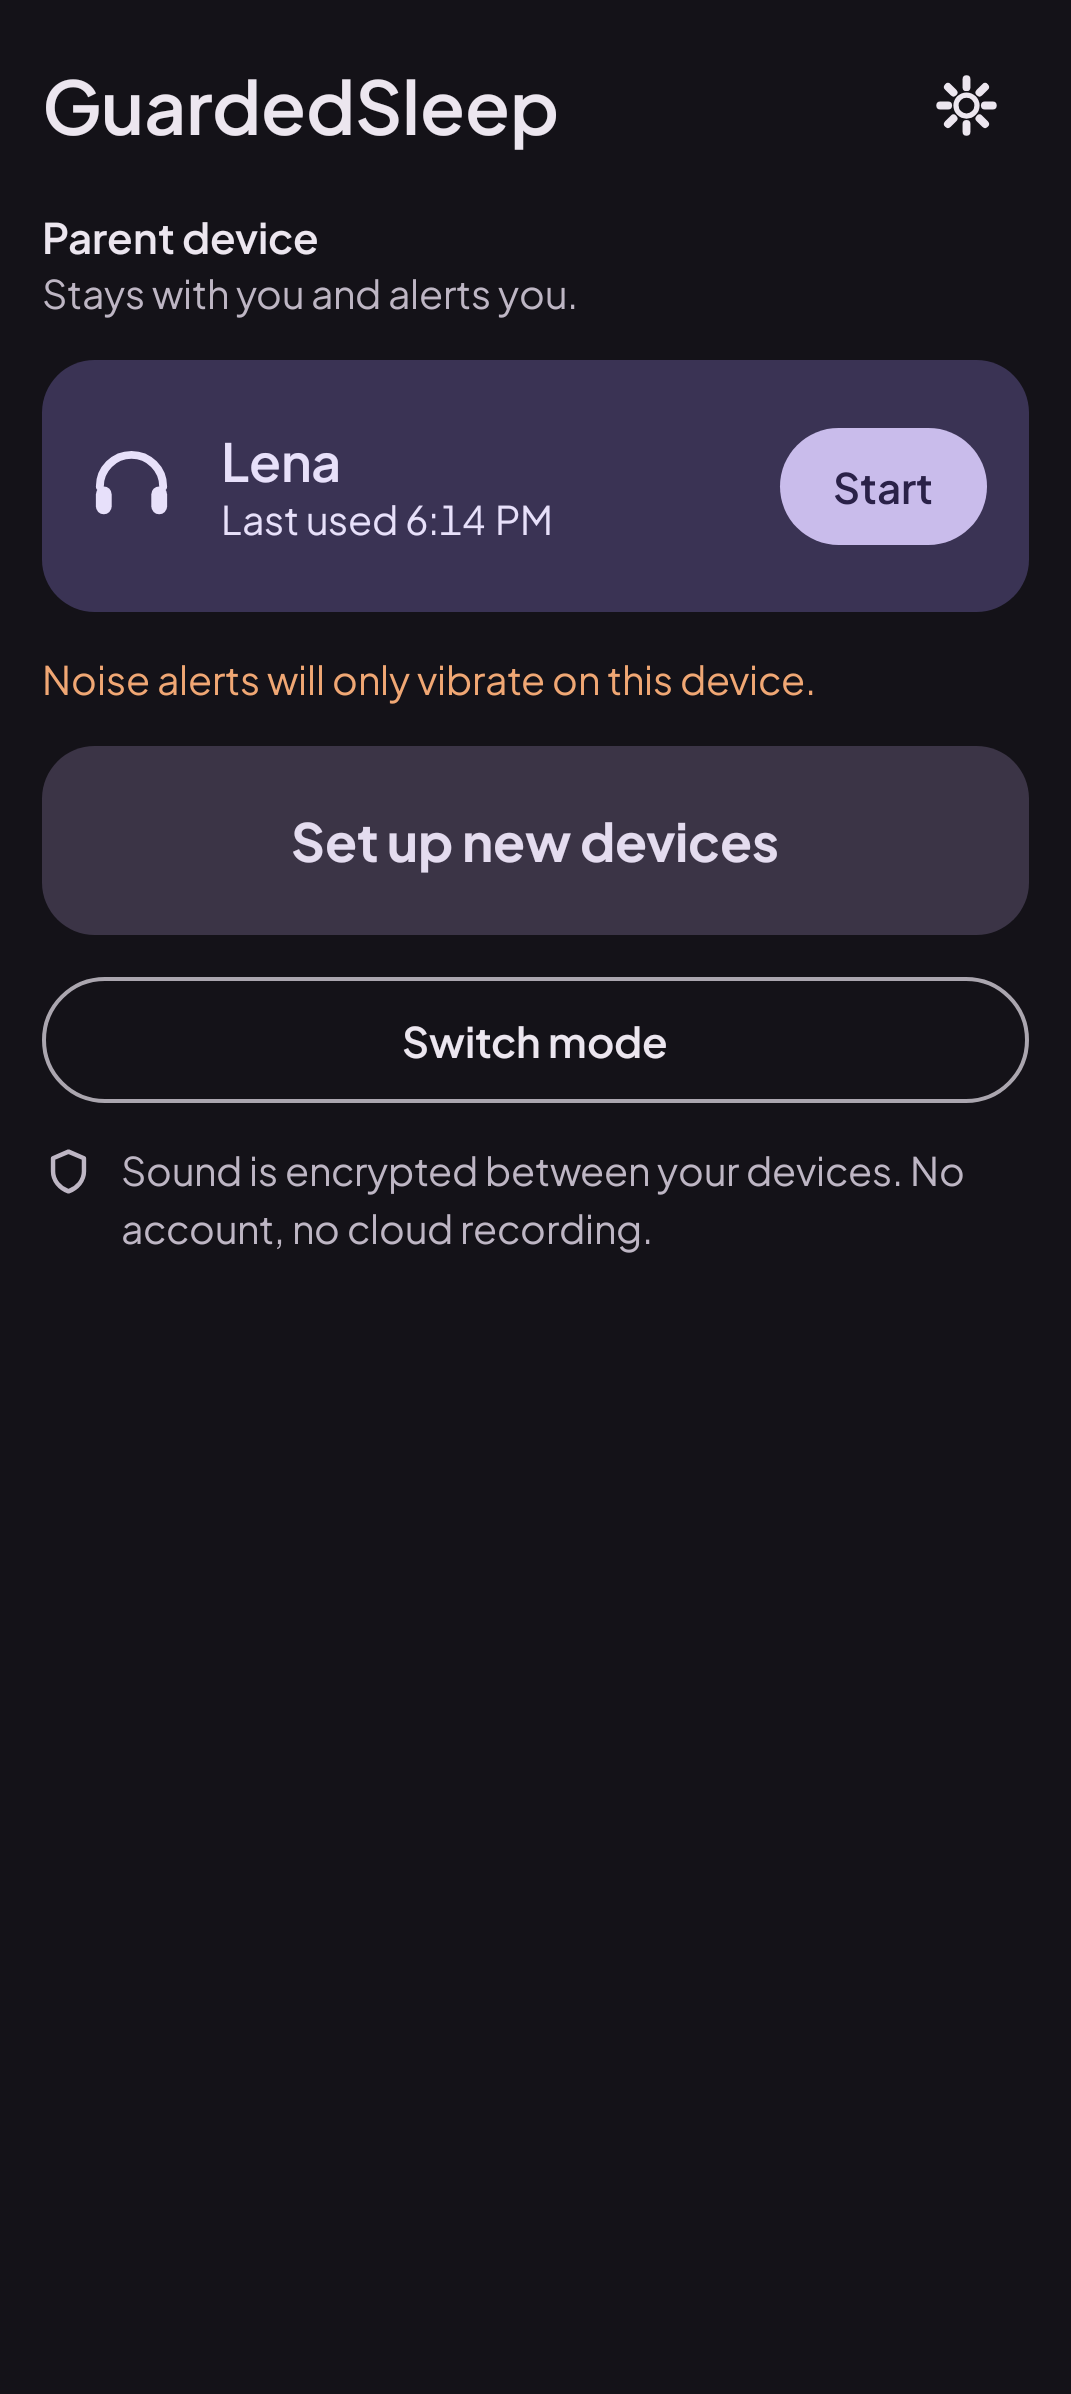 GuardedSleep
Parent device
Stays with you and alerts you.
Lena
Last used 6:14 PM
Start
Noise alerts will only vibrate on this device.
Set up new devices
Switch mode
Sound is encrypted between your devices. No
account, no cloud recording.